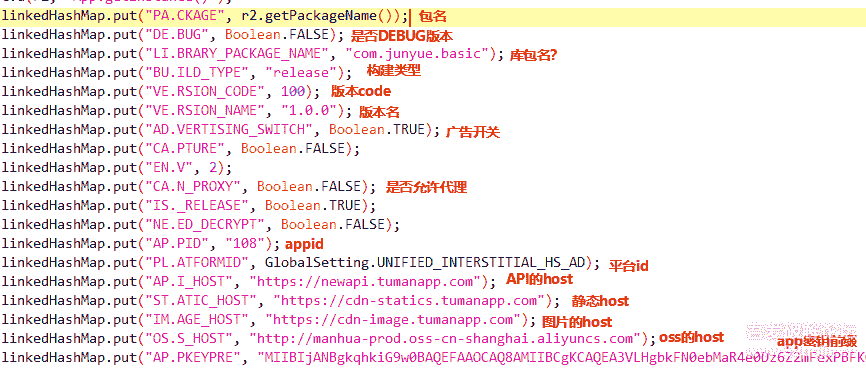 linkedHashMap.put("PA.CKAGE", r2.getPackageName()); 包名
linkedHashMap.put("DE.BUG", Boolean.FALSE); 是否DEBUG版本
linkedHashMap.put("LI.BRARY_PACKAGE_NAME", "com.junyue.basic"); 库包名?
linkedHashMap.put("BU.ILD_TYPE", "release"); 构建类型
linkedHashMap.put("VE.RSION_CODE", 100); 版本code
linkedHashMap.put("VE.RSION_NAME", "1.0.0"); 版本名
linkedHashMap.put("AD.VERTISING_SWITCH", Boolean.TRUE); 广告开关
linkedHashMap.put("CA.PTURE", Boolean.FALSE);
linkedHashMap.put("EN.V", 2);
linkedHashMap.put("CA.N_PROXY", Boolean.FALSE); 是否允许代理
linkedHashMap.put("IS._RELEASE", Boolean.TRUE);
linkedHashMap.put("NE.ED_DECRYPT", Boolean.FALSE);
linkedHashMap.put("AP.PID", "108"); appid
linkedHashMap.put("PL.ATFORMID", GlobalSetting.UNIFIED_INTERSTITIAL_HS_AD); 平台id
linkedHashMap.put("AP.I_HOST", "https://newapi.tumanapp.com"); API的host
linkedHashMap.put("ST.ATIC_HOST", "https://cdn-statics.tumanapp.com"); 静态host
linkedHashMap.put("IM.AGE_HOST", "https://cdn-image.tumanapp.com"); 图片的host
linkedHashMap.put("OS.S_HOST", "http://manhua-prod.oss-cn-shanghai.aliyuncs.com"); oss的host app密钥前缀
linkedHashMap.put("AP.PKEYPRE", "MIIBIjANBgkqhkiG9w0BAQEFAAOCAQ8AMIIBCgKCAQEA3VLHgbkFN0ebMaR4e0Dz6Z2mFexPBfK